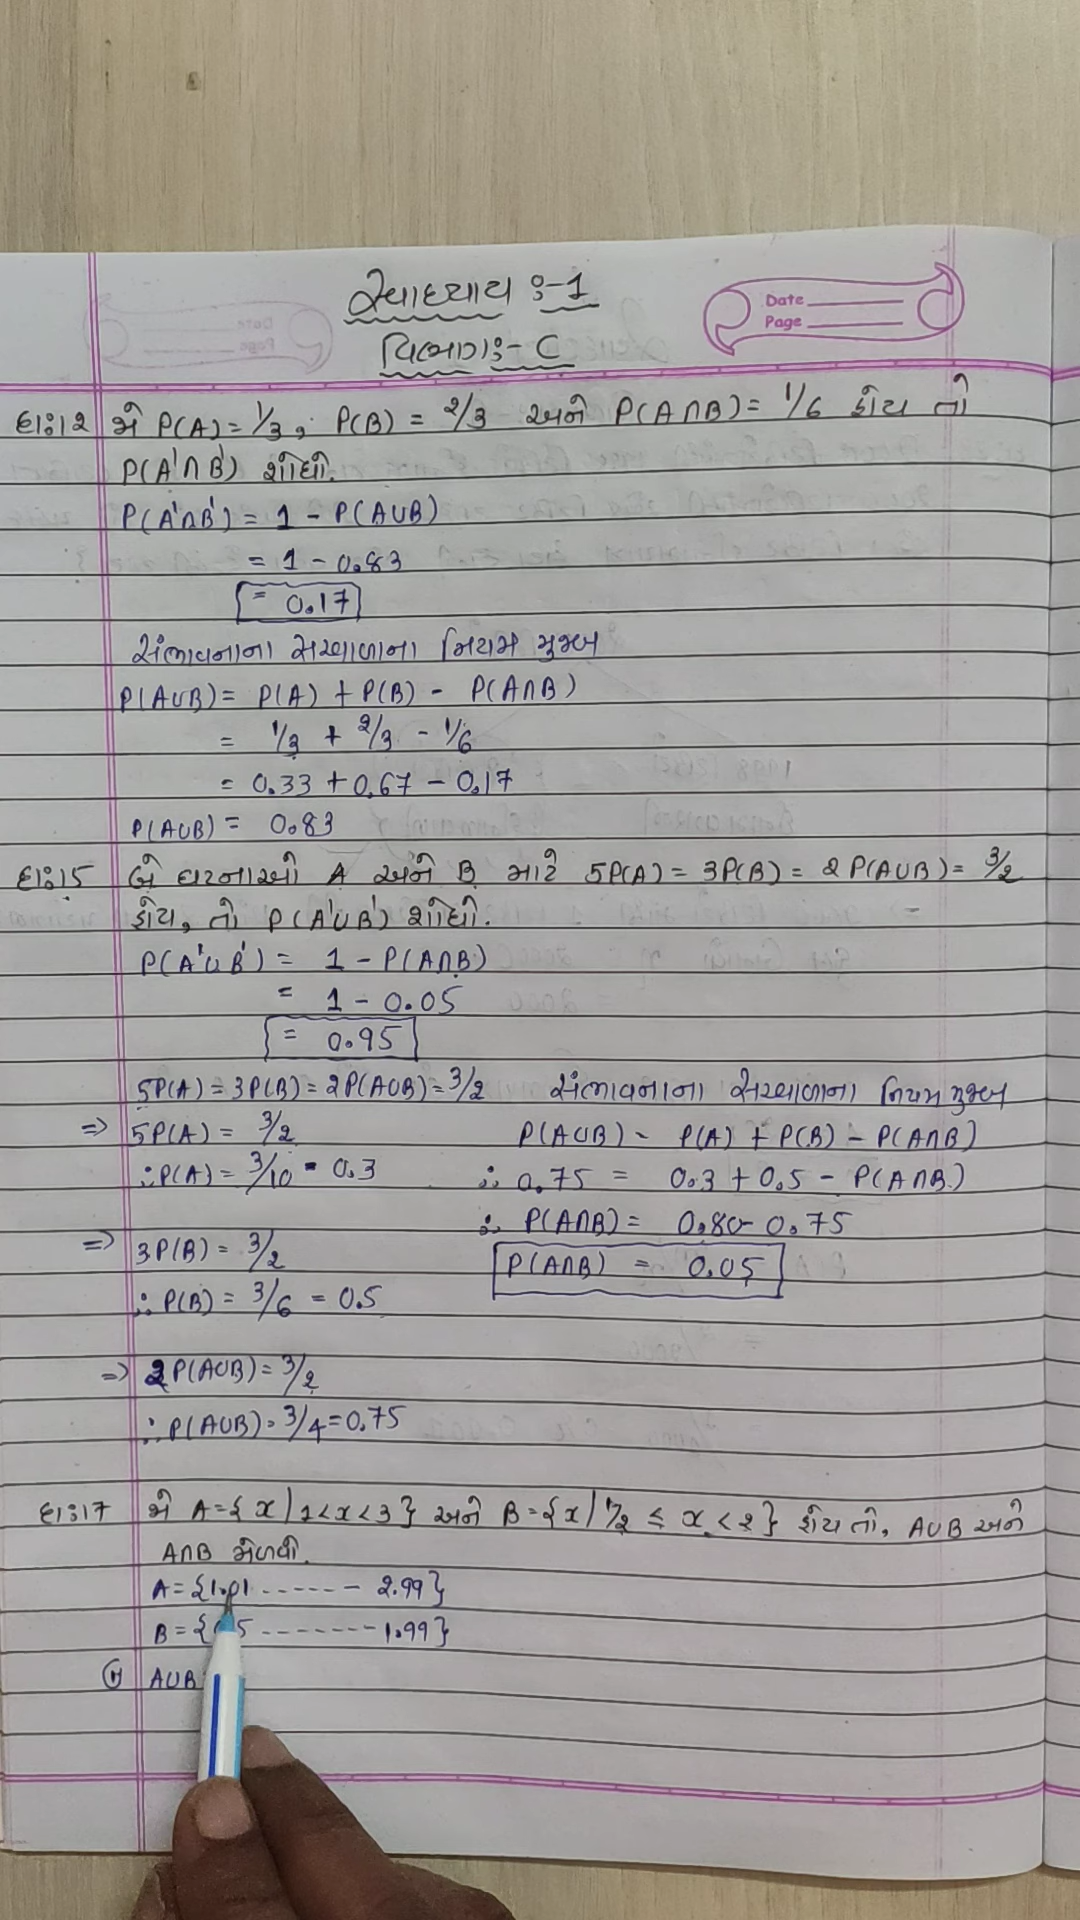 સ્વાધ્યાય :-1
Date
Page
વિભાગ:- C
દા:12 જો P(A) = 1/3, P(B) = 2/3 અને P(A∩B) = 1/6 હોય તો
P(A'∩B') શોધો.
P(A'∩B') = 1 - P(A∪B)
= 1 - 0.83
= 0.17
સંભાવનાના સરવાળાના નિયમ મુજબ
P(A∪B) = P(A) + P(B) - P(A∩B)
= 1/3 + 2/3 - 1/6
= 0.33 + 0.67 - 0.17
P(A∪B) = 0.83
દા:15 બે ઘટનાઓ A અને B માટે 5P(A) = 3P(B) = 2P(A∪B) = 3/2
હોય, તો P(A'∪B') શોધો.
P(A'∪B') = 1 - P(A∩B)
= 1 - 0.05
= 0.95
5P(A) = 3P(B) = 2P(A∪B) = 3/2 સંભાવનાના સરવાળાના નિયમ મુજબ
⇒ 5P(A) = 3/2 P(A∪B) = P(A) + P(B) - P(A∩B)
∴ P(A) = 3/10 = 0.3 ∴ 0.75 = 0.3 + 0.5 - P(A∩B)
∴ P(A∩B) = 0.80 - 0.75
⇒ 3P(B) = 3/2 P(A∩B) = 0.05
∴ P(B) = 3/6 = 0.5
⇒ 2P(A∪B) = 3/2
∴ P(A∪B) = 3/4 = 0.75
દા:17 જો A = {x | 1 < x < 3} અને B = {x | 1/2 ≤ x < 2} હોય તો, A∪B અને
A∩B મેળવો.
A = {1.01 ------ 2.99}
B = { ------- 1.99}
(1) A∪B